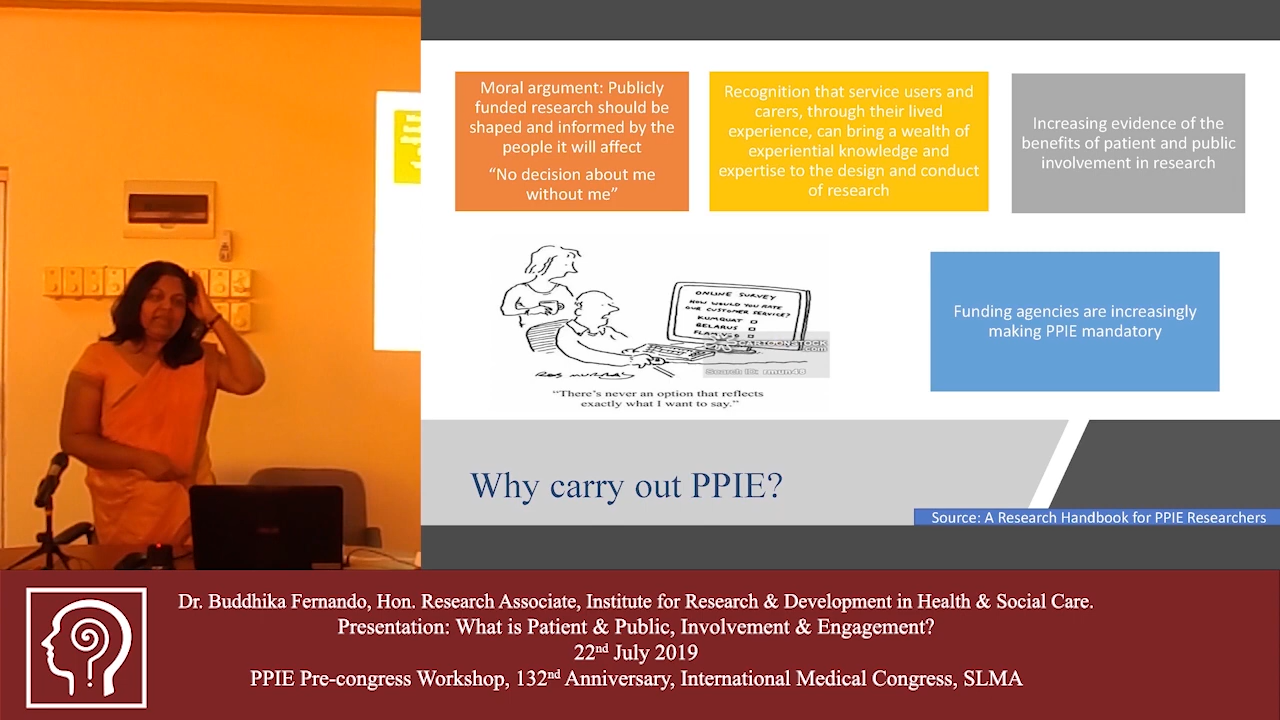 Moral argument: Publicly
funded research should be
shaped and informed by the
people it will affect
“No decision about me
without me”
Recognition that service users and
carers, through their lived
experience, can bring a wealth of
experiential knowledge and
expertise to the design and conduct
of research
Increasing evidence of the
benefits of patient and public
involvement in research
ONLINE SURVEY
HOW WOULD YOU RATE
OUR CUSTOMER SERVICE?
KUMQUAT
BELARUS
CARTOONSTOCK
.com
Search ID:
“There's never an option that reflects
exactly what I want to say.”
Funding agencies are increasingly
making PPIE mandatory
Why carry out PPIE?
Source: A Research Handbook for PPIE Researchers
Dr. Buddhika Fernando, Hon. Research Associate, Institute for Research & Development in Health & Social Care.
Presentation: What is Patient & Public, Involvement & Engagement?
22nd July 2019
PPIE Pre-congress Workshop, 132nd Anniversary, International Medical Congress, SLMA